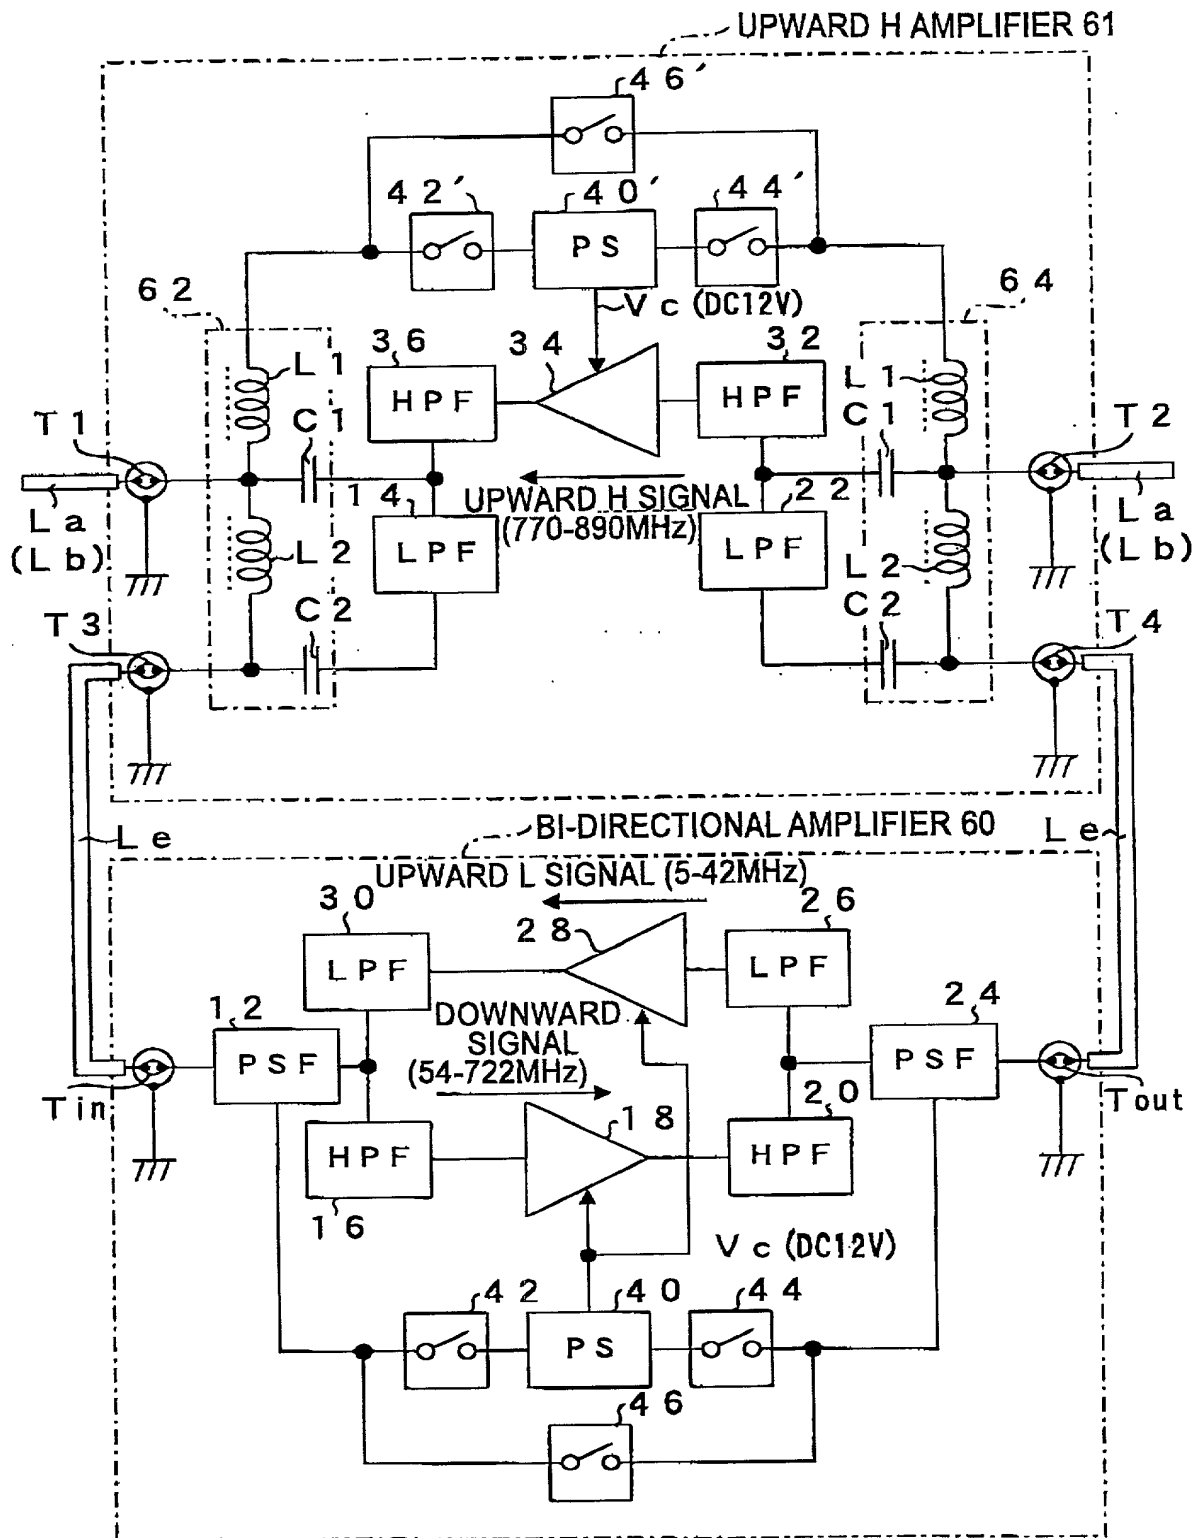 UPWARD H AMPLIFIER 61
46'
42'
40'
44'
PS
62
Vc (DC12V)
64
36
34
32
L1
HPF
HPF
L1
T1
C1
C1
T2
La
(Lb)
14
UPWARD H SIGNAL
(770-890MHz)
22
La
(Lb)
L2
LPF
LPF
L2
C2
C2
T3
T4
Le
BI-DIRECTIONAL AMPLIFIER 60
Le
UPWARD L SIGNAL (5-42MHz)
30
28
26
LPF
LPF
12
DOWNWARD
SIGNAL
(54-722MHz)
24
PSF
PSF
Tin
Tout
18
20
HPF
HPF
16
Vc (DC12V)
42
40
44
PS
46